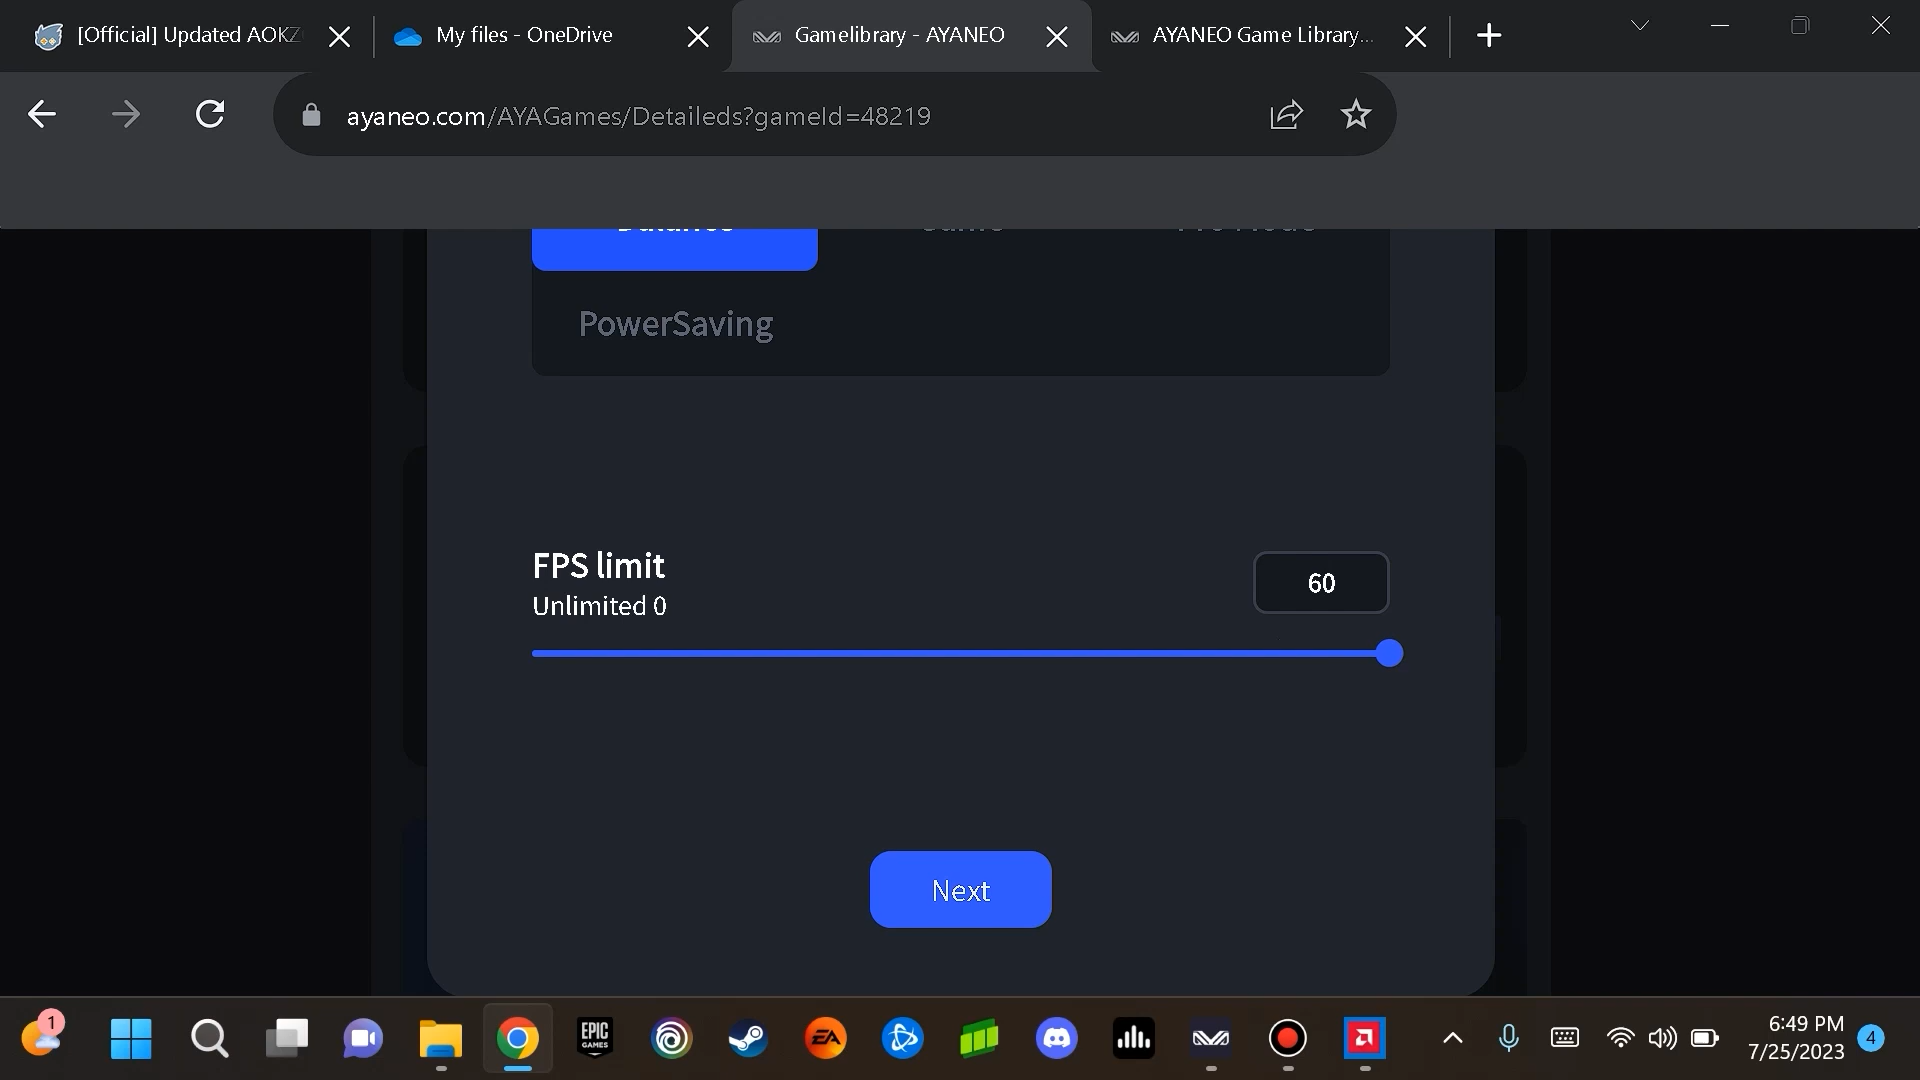 [Official] Updated AOKZ
My files - OneDrive
Gamelibrary - AYANEO
AYANEO Game Library...
ayaneo.com/AYAGames/Detaileds?gameId=48219
PowerSaving
FPS limit
60
Unlimited 0
Next
1
EPIC
GAMES
EA
6:49 PM
7/25/2023
4